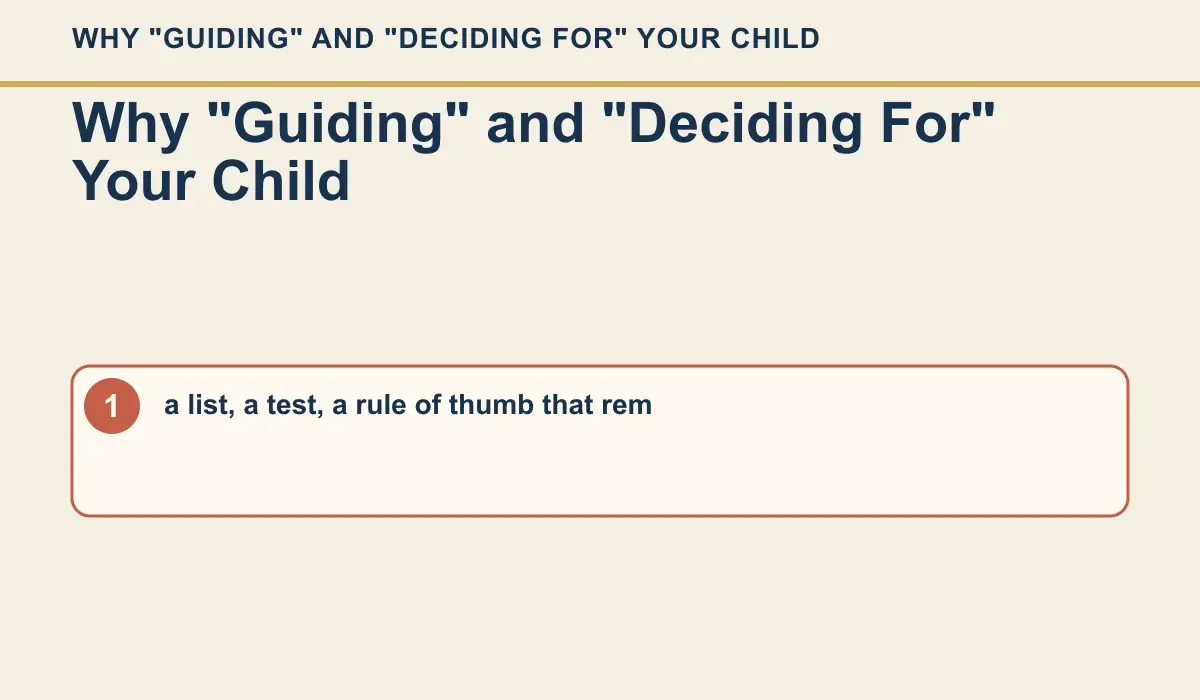 WHY "GUIDING" AND "DECIDING FOR" YOUR CHILD
Why "Guiding" and "Deciding For"
Your Child
1
a list, a test, a rule of thumb that rem